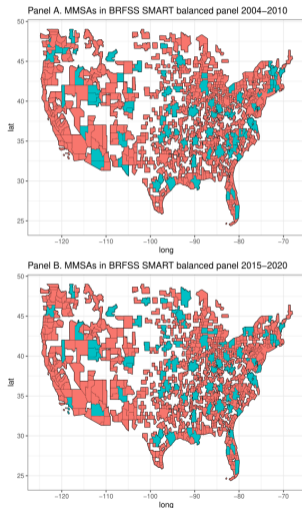 Panel A. MMSAs in BRFSS SMART balanced panel 2004−2010
50
45
40
35
30
25
lat
−120 −110 −100 −90 −80 −70
long
Panel B. MMSAs in BRFSS SMART balanced panel 2015−2020
50
45
40
35
30
25
lat
−120 −110 −100 −90 −80 −70
long